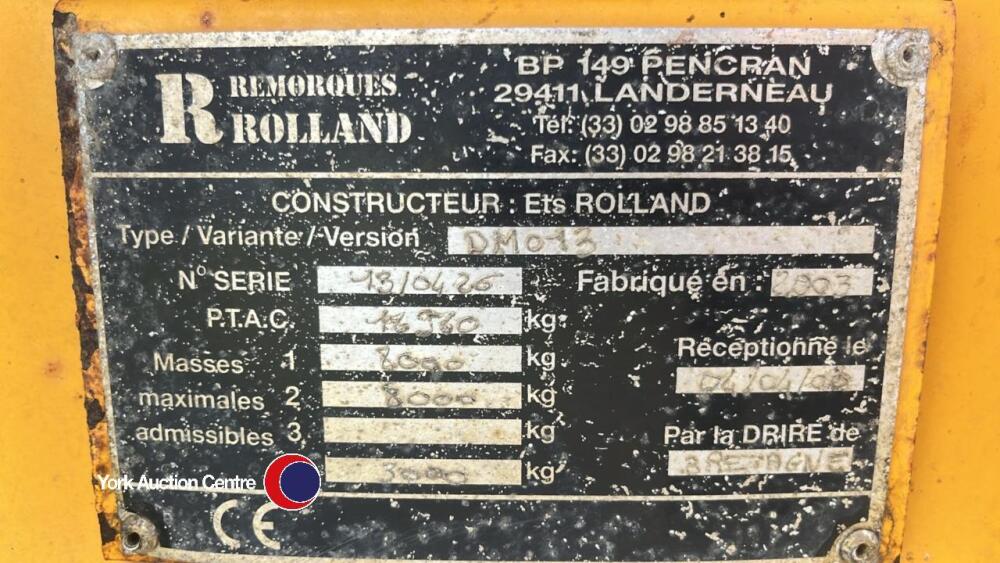 R REMORQUES
ROLLAND
BP 149 PENCRAN
29411 LANDERNEAU
Tél: (33) 02 98 85 13 40
Fax: (33) 02 98 21 38 15
CONSTRUCTEUR : Ets ROLLAND
Type / Variante / Version DM013
N° SERIE 13/0426 Fabriqué en : 2003
P.T.A.C. kg
Masses 1 8000 kg
maximales 2 8000 kg
admissibles 3 kg
3000 kg
Réceptionné le
04/04/00
Par la DRIRE de
BRETAGNE
York Auction Centre
CE